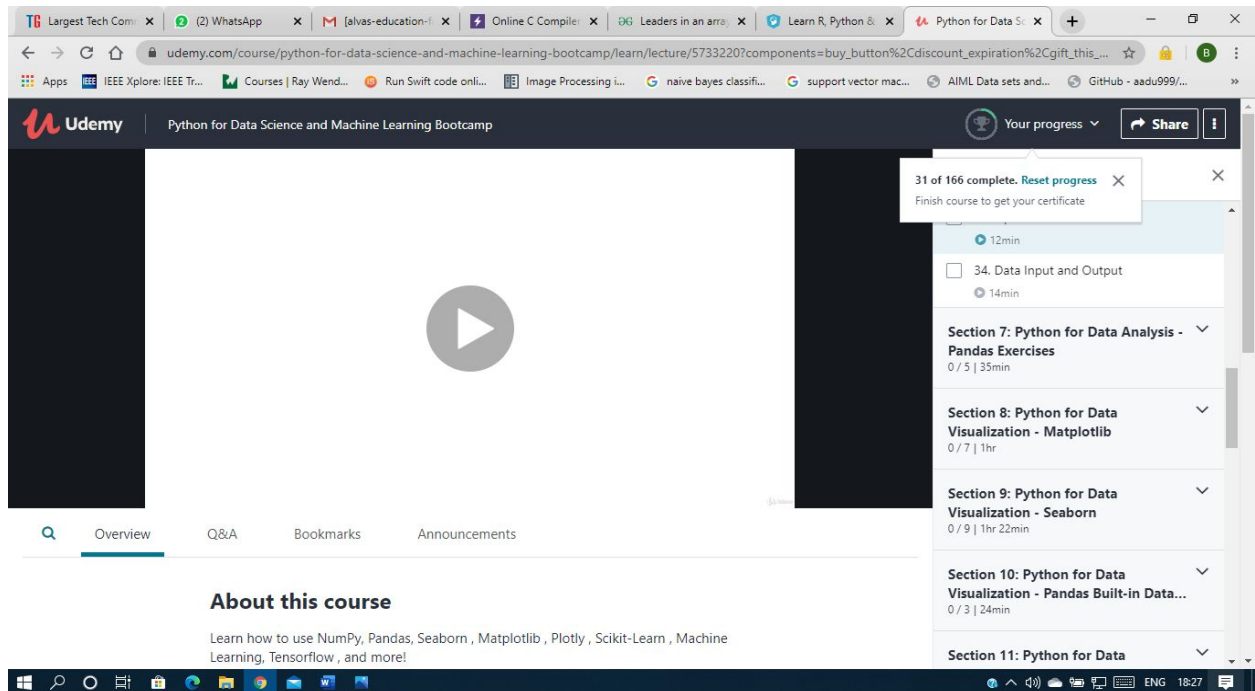 TG Largest Tech Com
(2) WhatsApp
[alvas-education-f
Online C Compiler
Leaders in an array
Learn R, Python &
Python for Data Sc
udemy.com/course/python-for-data-science-and-machine-learning-bootcamp/learn/lecture/5733220?components=buy_button%2Cdiscount_expiration%2Cgift_this_...
B
Apps
IEEE IEEE Xplore: IEEE Tr...
Courses | Ray Wend...
Run Swift code onli...
Image Processing i...
G naive bayes classifi...
G support vector mac...
AIML Data sets and...
GitHub - aadu999/...
»
Udemy
Python for Data Science and Machine Learning Bootcamp
Your progress
Share
31 of 166 complete. Reset progress
Finish course to get your certificate
12min
34. Data Input and Output
14min
Section 7: Python for Data Analysis -
Pandas Exercises
0 / 5 | 35min
Section 8: Python for Data
Visualization - Matplotlib
0 / 7 | 1hr
Section 9: Python for Data
Visualization - Seaborn
0 / 9 | 1hr 22min
Section 10: Python for Data
Visualization - Pandas Built-in Data...
0 / 3 | 24min
Section 11: Python for Data
Overview
Q&A
Bookmarks
Announcements
About this course
Learn how to use NumPy, Pandas, Seaborn , Matplotlib , Plotly , Scikit-Learn , Machine
Learning, Tensorflow , and more!
ENG 18:27